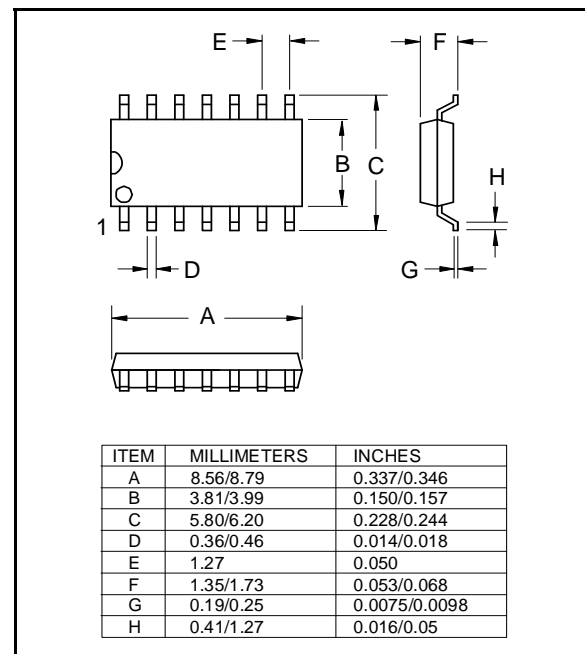 E
F
B
C
H
1
D
G
A
ITEM MILLIMETERS INCHES
A 8.56/8.79 0.337/0.346
B 3.81/3.99 0.150/0.157
C 5.80/6.20 0.228/0.244
D 0.36/0.46 0.014/0.018
E 1.27 0.050
F 1.35/1.73 0.053/0.068
G 0.19/0.25 0.0075/0.0098
H 0.41/1.27 0.016/0.05